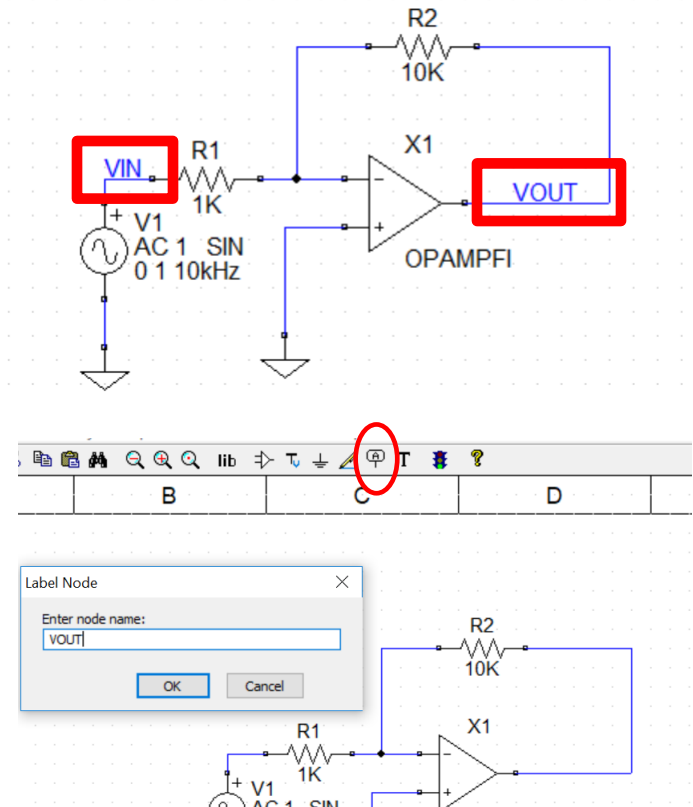 R2
10K
VIN
R1
1K
X1
VOUT
+
V1
AC 1 SIN
0 1 10kHz
-
+
OPAMPFI
lib
A
T
?
B
C
D
Label Node
Enter node name:
VOUT
OK
Cancel
R2
10K
R1
1K
X1
+
V1
AC 1 SIN
-
+